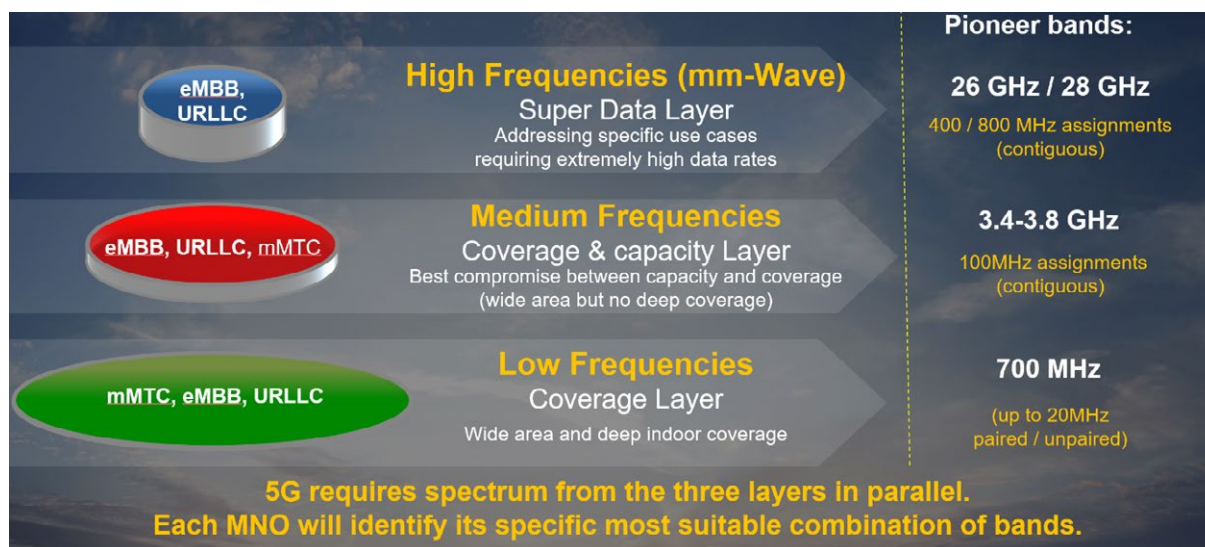 Pioneer bands:
eMBB,
URLLC
High Frequencies (mm-Wave)
Super Data Layer
Addressing specific use cases
requiring extremely high data rates
26 GHz / 28 GHz
400 / 800 MHz assignments
(contiguous)
eMBB, URLLC, mMTC
Medium Frequencies
Coverage & capacity Layer
Best compromise between capacity and coverage
(wide area but no deep coverage)
3.4-3.8 GHz
100MHz assignments
(contiguous)
mMTC, eMBB, URLLC
Low Frequencies
Coverage Layer
Wide area and deep indoor coverage
700 MHz
(up to 20MHz
paired / unpaired)
5G requires spectrum from the three layers in parallel.
Each MNO will identify its specific most suitable combination of bands.